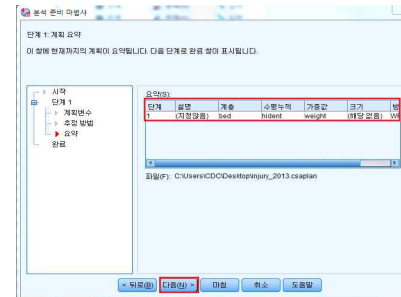 분석 준비 마법사
단계 1: 계획 요약
이 창에 현재까지의 계획이 요약됩니다. 다음 단계로 완료 창이 표시됩니다.
시작
단계 1
계획변수
추정 방법
요약
완료
요약(S):
단계 설명 계층 수평누적 가중값 크기 방
1 (지정않음) bed hident weight (해당 없음) WI
파일(F): C:\Users\CDC\Desktop\injury_2013.csaplan
< 뒤로(B) 다음(N) > 마침 취소 도움말